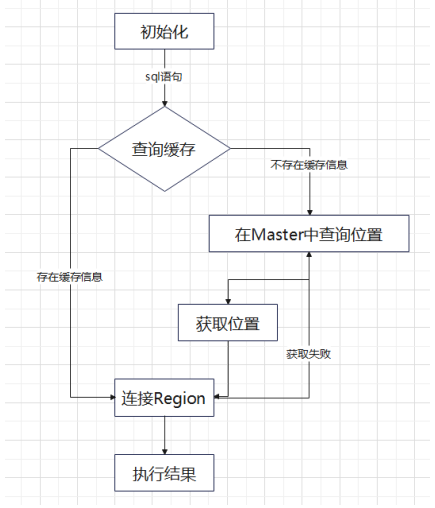 初始化
sql语句
查询缓存
不存在缓存信息
在Master中查询位置
存在缓存信息
获取位置
获取失败
连接Region
执行结果